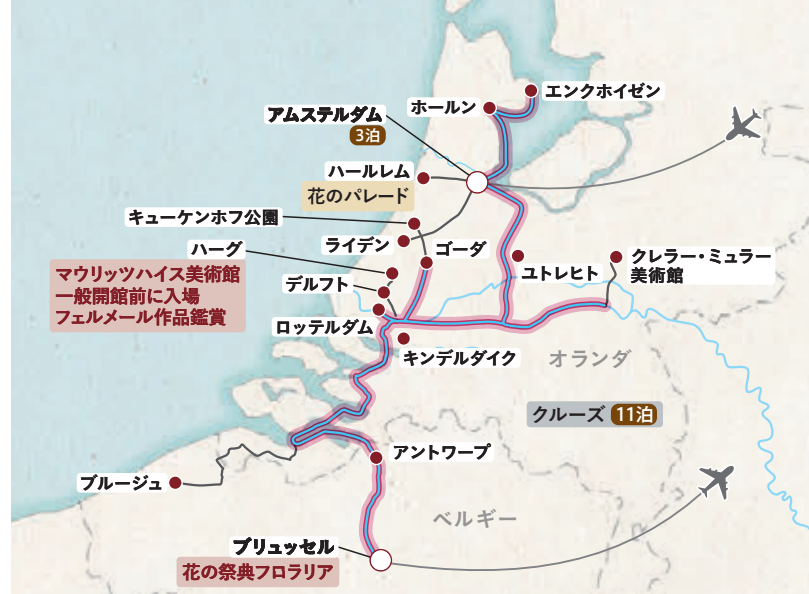 エンクホイゼン
ホールン
アムステルダム
3泊
ハールレム
花のパレード
キューケンホフ公園
ライデン
ゴーダ
ハーグ
マウリッツハイス美術館
一般開館前に入場
フェルメール作品鑑賞
デルフト
ユトレヒト
クレラー・ミュラー
美術館
ロッテルダム
キンデルダイク
オランダ
クルーズ 11泊
アントワープ
ブルージュ
ベルギー
ブリュッセル
花の祭典フロラリア